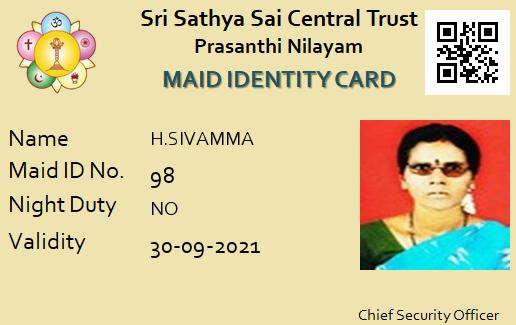 Sri Sathya Sai Central Trust
Prasanthi Nilayam
MAID IDENTITY CARD
Name H.SIVAMMA
Maid ID No. 98
Night Duty NO
Validity 30-09-2021
Chief Security Officer